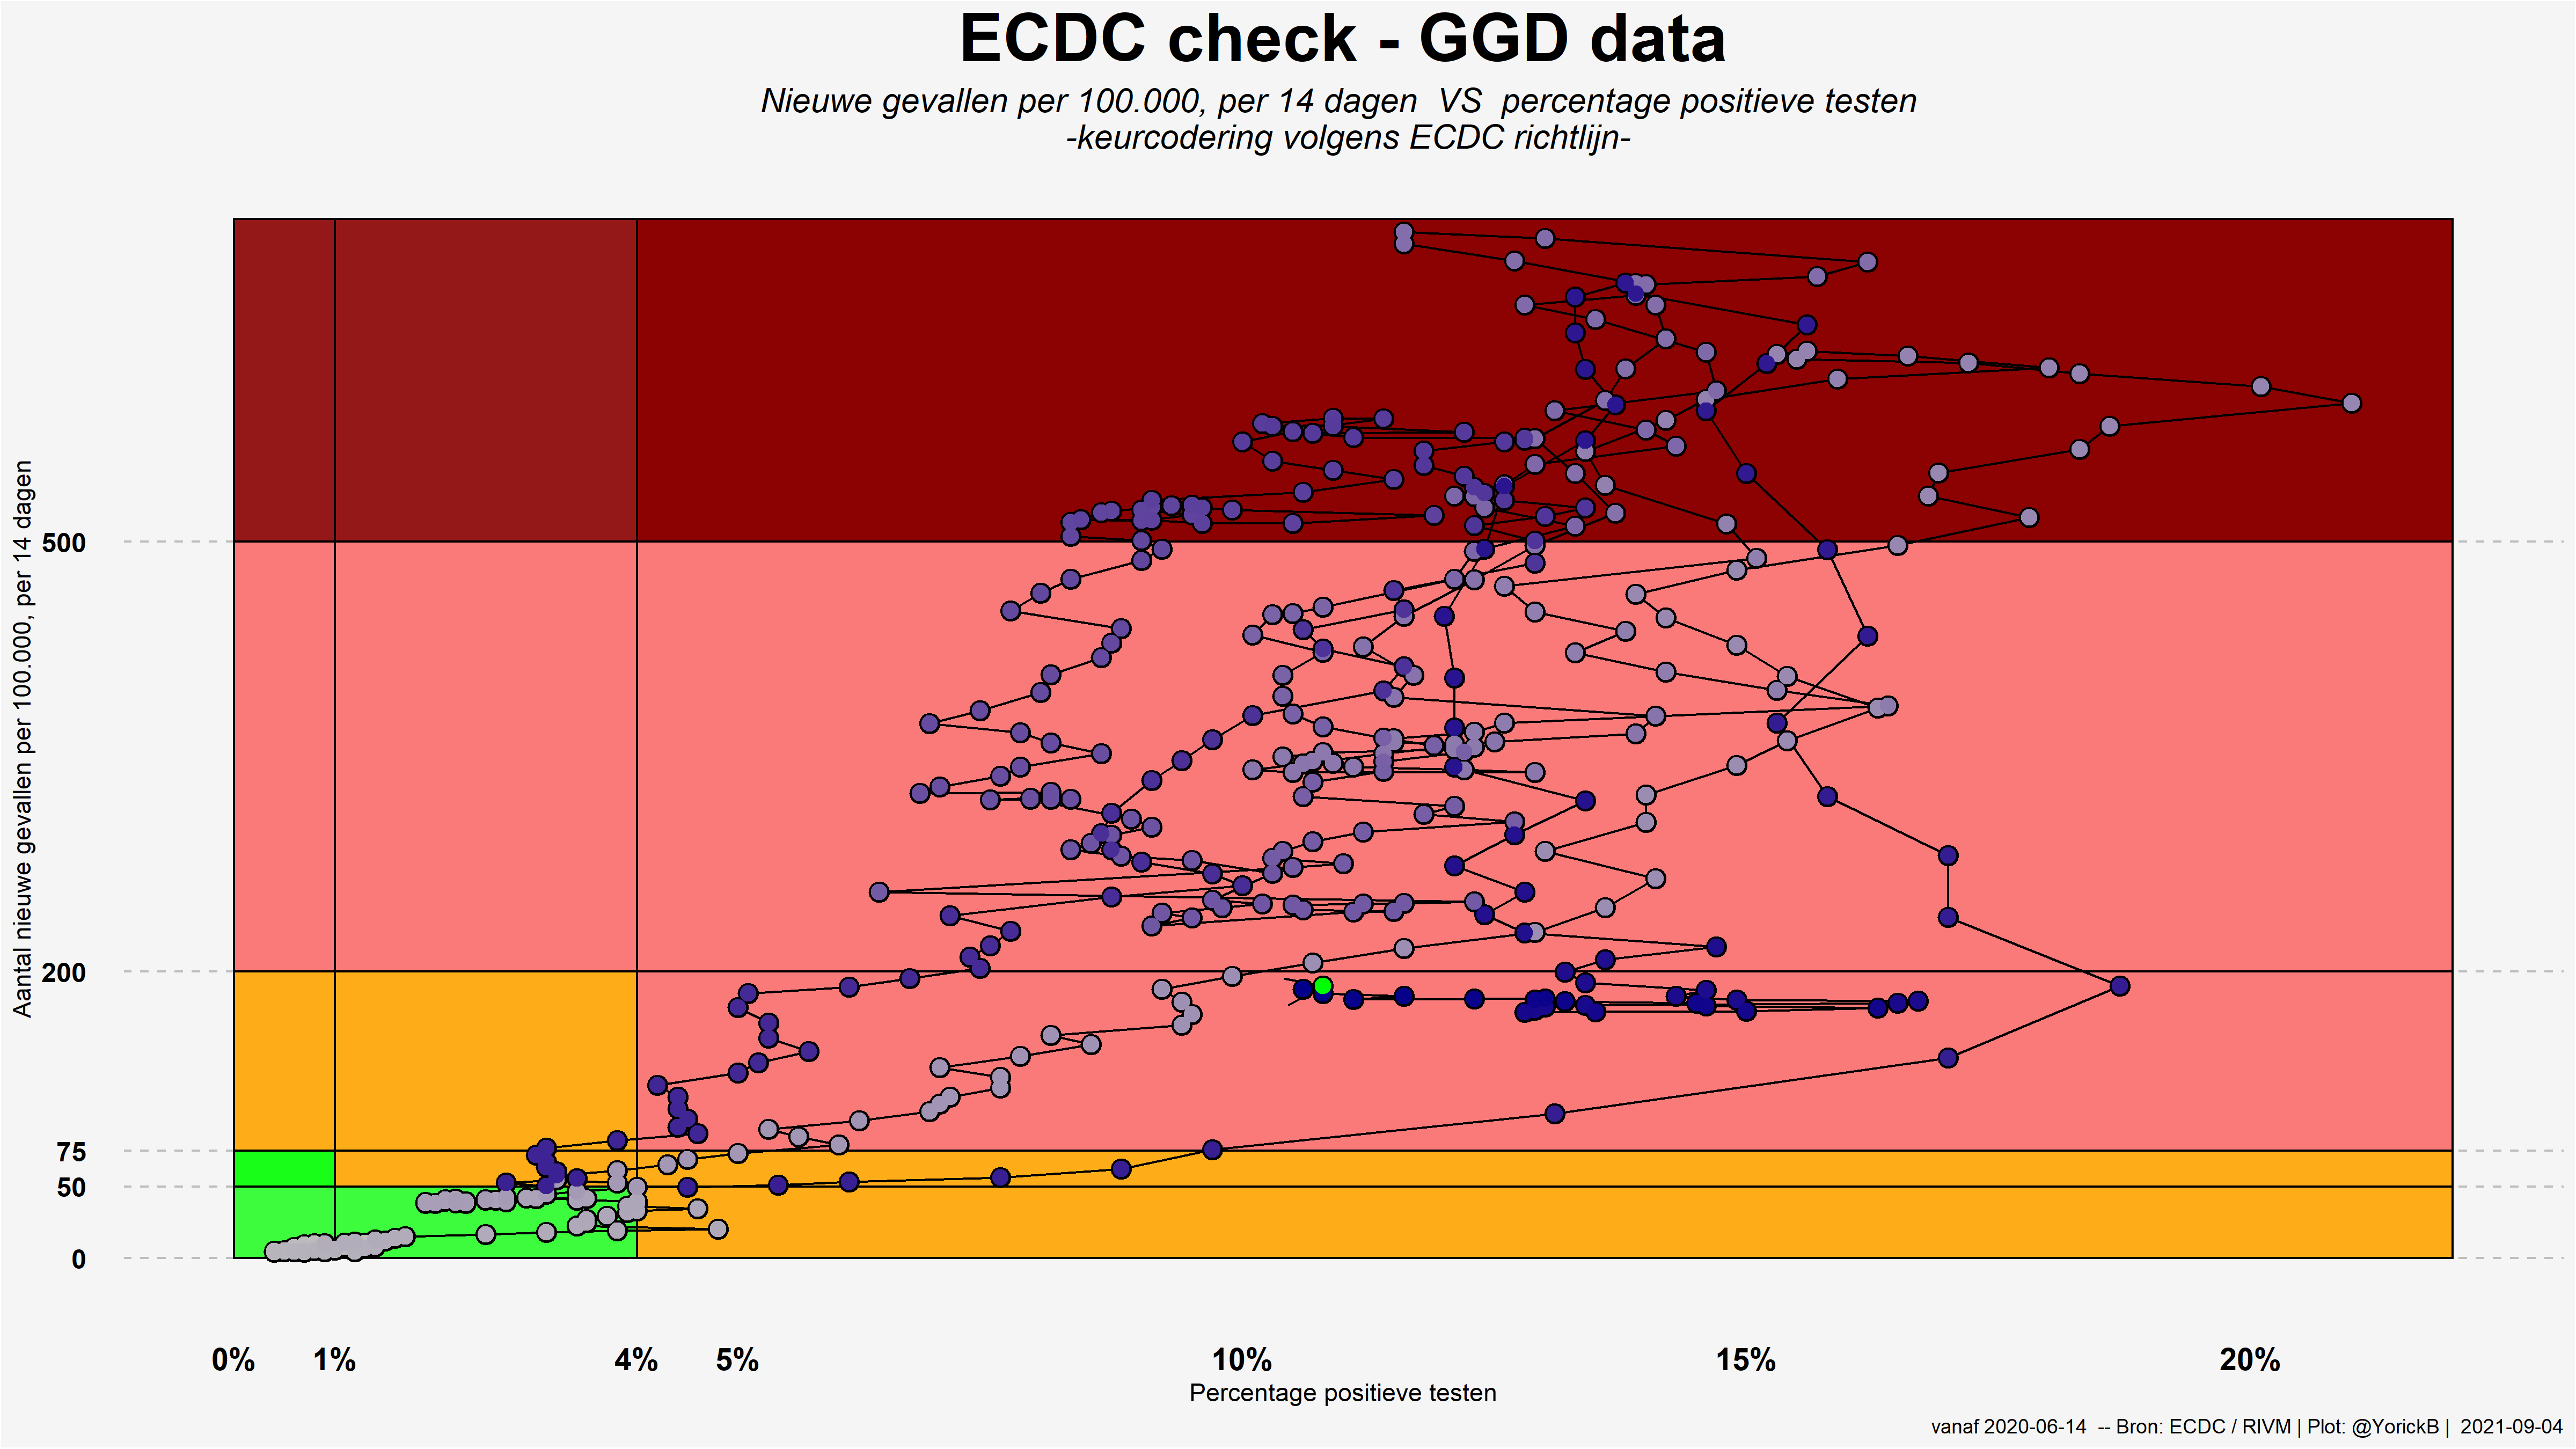 ECDC check - GGD data
Nieuwe gevallen per 100.000, per 14 dagen  VS  percentage positieve testen
-keurcodering volgens ECDC richtlijn-
Aantal nieuwe gevallen per 100.000, per 14 dagen
500
200
75
50
0
0% 1% 4% 5% 10% 15% 20%
Percentage positieve testen
vanaf 2020-06-14  -- Bron: ECDC / RIVM | Plot: @YorickB |  2021-09-04